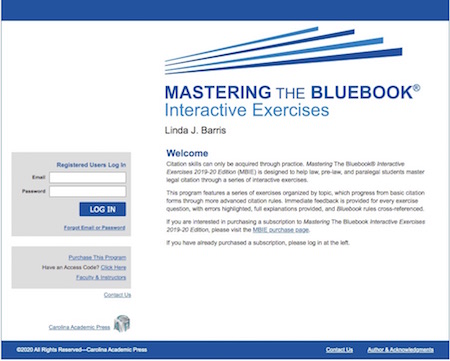 MASTERING THE BLUEBOOK®
Interactive Exercises
Linda J. Barris
Registered Users Log In
Email
Password
LOG IN
Forgot Email or Password
Purchase This Program
Have an Access Code? Click Here
Faculty & Instructors
Contact Us
Carolina Academic Press
Welcome
Citation skills can only be acquired through practice. Mastering The Bluebook® Interactive
Exercises 2019-20 Edition (MBIE) is designed to help law, pre-law, and paralegal students master
legal citation through a series of interactive exercises.
This program features a series of exercises organized by topic, which progress from basic citation
forms through more advanced citation rules. Immediate feedback is provided for every exercise
question, with errors highlighted, full explanations provided, and Bluebook rules cross-referenced.
If you are interested in purchasing a subscription to Mastering The Bluebook Interactive Exercises
2019-20 Edition, please visit the MBIE purchase page.
If you have already purchased a subscription, please log in at the left.
©2020 All Rights Reserved—Carolina Academic Press
Contact Us
Author & Acknowledgments